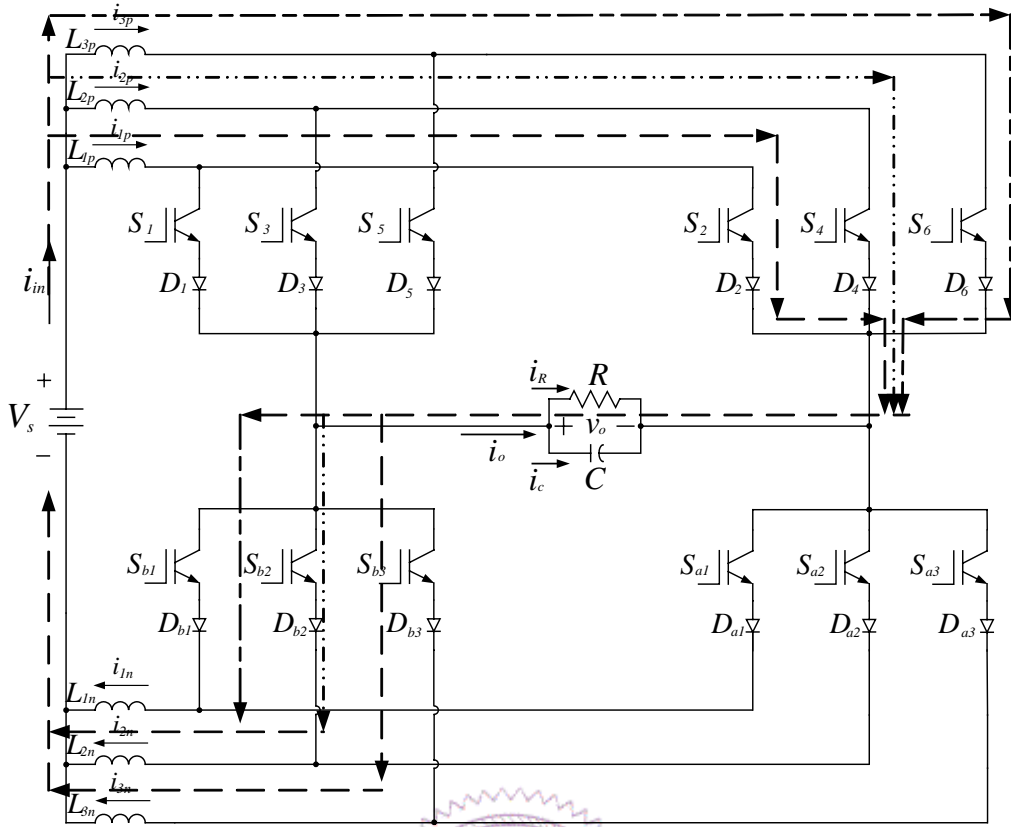 i3p
L3p
i2p
L2p
i1p
L1p
S1 S3 S5 S2 S4 S6
iin
D1 D3 D5 D2 D4 D6
+
Vs
−
iR R
+ vo −
io
ic C
Sb1 Sb2 Sb3 Sa1 Sa2 Sa3
Db1 Db2 Db3 Da1 Da2 Da3
i1n
L1n
i2n
L2n
i3n
L3n